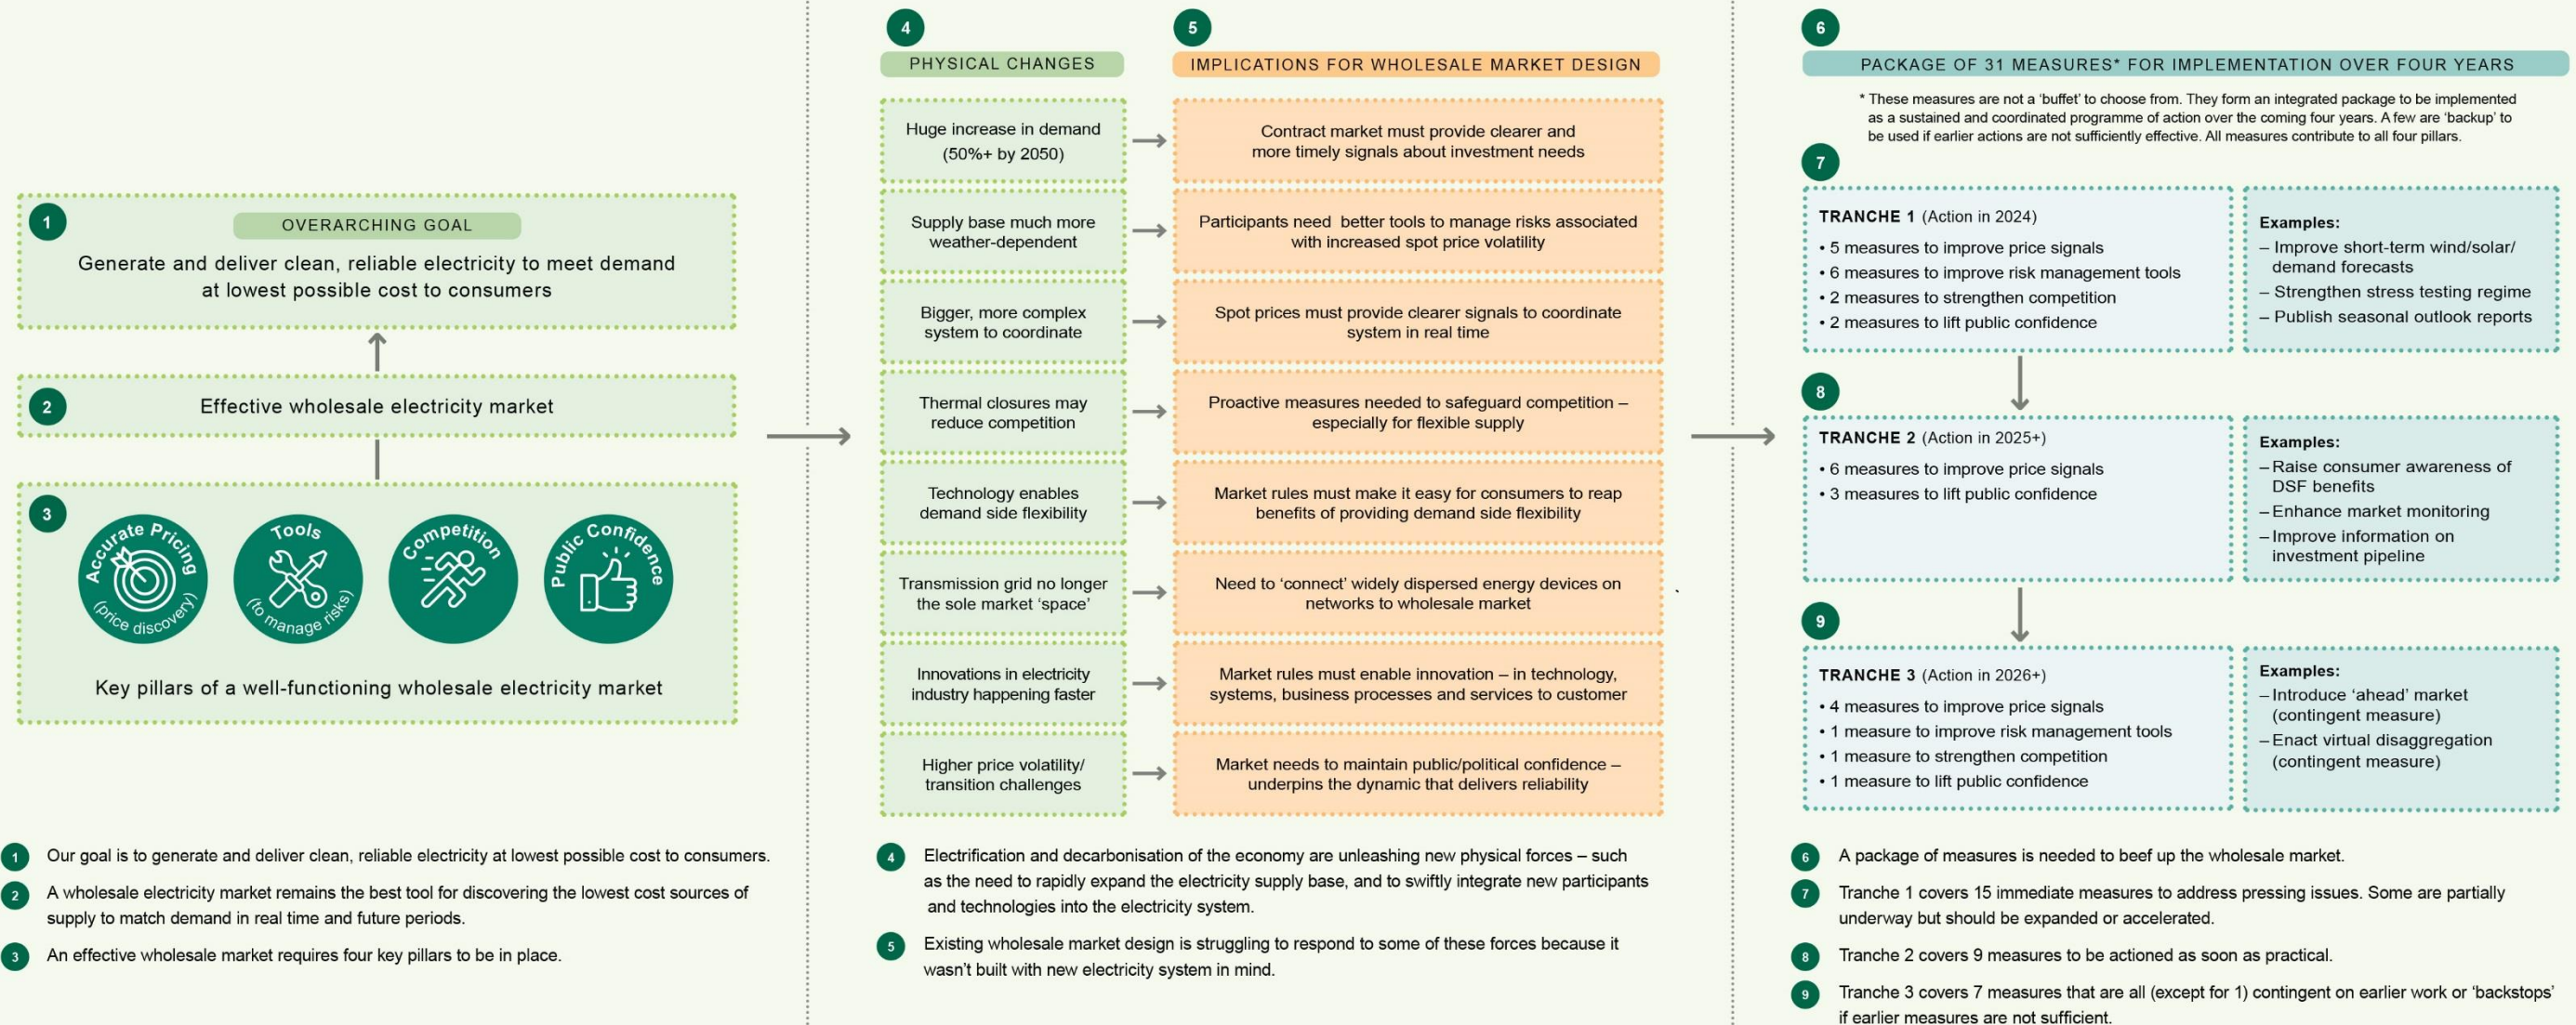 1
OVERARCHING GOAL
Generate and deliver clean, reliable electricity to meet demand
at lowest possible cost to consumers
2
Effective wholesale electricity market
3
Accurate Pricing
(price discovery)
Tools
(to manage risks)
Competition
Public Confidence
Key pillars of a well-functioning wholesale electricity market
1 Our goal is to generate and deliver clean, reliable electricity at lowest possible cost to consumers.
2 A wholesale electricity market remains the best tool for discovering the lowest cost sources of
supply to match demand in real time and future periods.
3 An effective wholesale market requires four key pillars to be in place.
4
PHYSICAL CHANGES
5
IMPLICATIONS FOR WHOLESALE MARKET DESIGN
Huge increase in demand
(50%+ by 2050)
Contract market must provide clearer and
more timely signals about investment needs
Supply base much more
weather-dependent
Participants need better tools to manage risks associated
with increased spot price volatility
Bigger, more complex
system to coordinate
Spot prices must provide clearer signals to coordinate
system in real time
Thermal closures may
reduce competition
Proactive measures needed to safeguard competition –
especially for flexible supply
Technology enables
demand side flexibility
Market rules must make it easy for consumers to reap
benefits of providing demand side flexibility
Transmission grid no longer
the sole market ‘space’
Need to ‘connect’ widely dispersed energy devices on
networks to wholesale market
Innovations in electricity
industry happening faster
Market rules must enable innovation – in technology,
systems, business processes and services to customer
Higher price volatility/
transition challenges
Market needs to maintain public/political confidence –
underpins the dynamic that delivers reliability
4 Electrification and decarbonisation of the economy are unleashing new physical forces – such
as the need to rapidly expand the electricity supply base, and to swiftly integrate new participants
and technologies into the electricity system.
5 Existing wholesale market design is struggling to respond to some of these forces because it
wasn’t built with new electricity system in mind.
6
PACKAGE OF 31 MEASURES* FOR IMPLEMENTATION OVER FOUR YEARS
* These measures are not a ‘buffet’ to choose from. They form an integrated package to be implemented
as a sustained and coordinated programme of action over the coming four years. A few are ‘backup’ to
be used if earlier actions are not sufficiently effective. All measures contribute to all four pillars.
7
TRANCHE 1 (Action in 2024)
• 5 measures to improve price signals
• 6 measures to improve risk management tools
• 2 measures to strengthen competition
• 2 measures to lift public confidence
Examples:
– Improve short-term wind/solar/
demand forecasts
– Strengthen stress testing regime
– Publish seasonal outlook reports
8
TRANCHE 2 (Action in 2025+)
• 6 measures to improve price signals
• 3 measures to lift public confidence
Examples:
– Raise consumer awareness of
DSF benefits
– Enhance market monitoring
– Improve information on
investment pipeline
9
TRANCHE 3 (Action in 2026+)
• 4 measures to improve price signals
• 1 measure to improve risk management tools
• 1 measure to strengthen competition
• 1 measure to lift public confidence
Examples:
– Introduce ‘ahead’ market
(contingent measure)
– Enact virtual disaggregation
(contingent measure)
6 A package of measures is needed to beef up the wholesale market.
7 Tranche 1 covers 15 immediate measures to address pressing issues. Some are partially
underway but should be expanded or accelerated.
8 Tranche 2 covers 9 measures to be actioned as soon as practical.
9 Tranche 3 covers 7 measures that are all (except for 1) contingent on earlier work or ‘backstops’
if earlier measures are not sufficient.